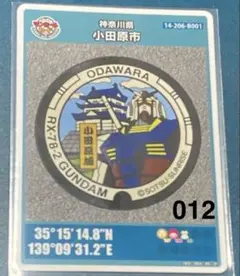 神奈川県
14-206-B001
小田原市
ODAWARA
RX-78-2 GUNDAM
©SOTSU・SUNRISE
小田原城
012
35°15'14.8"N
139°09'31.2"E